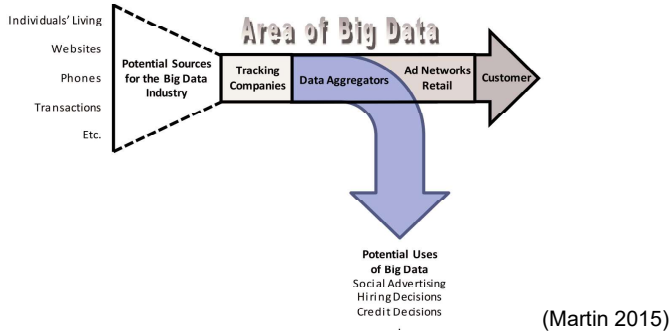 Area of Big Data
Individuals' Living
Websites
Phones
Transactions
Etc.
Potential Sources
for the Big Data
Industry
Tracking
Companies
Data Aggregators
Ad Networks
Retail
Customer
Potential Uses
of Big Data
Social Advertising
Hiring Decisions
Credit Decisions
(Martin 2015)